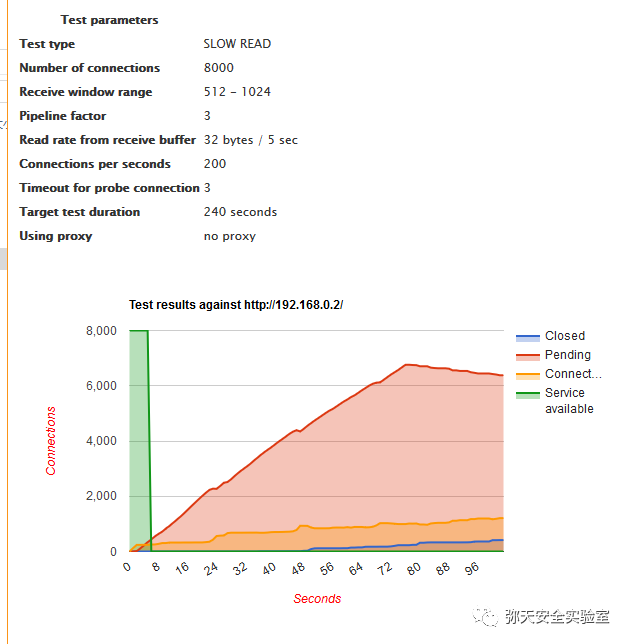 Test parameters
Test type SLOW READ
Number of connections 8000
Receive window range 512 - 1024
Pipeline factor 3
Read rate from receive buffer 32 bytes / 5 sec
Connections per seconds 200
Timeout for probe connection 3
Target test duration 240 seconds
Using proxy no proxy
Test results against http://192.168.0.2/
8,000
6,000
4,000
2,000
0
Connections
0 8 16 24 32 40 48 56 64 72 80 88 96
Seconds
Closed
Pending
Connect...
Service
available
弥天安全实验室